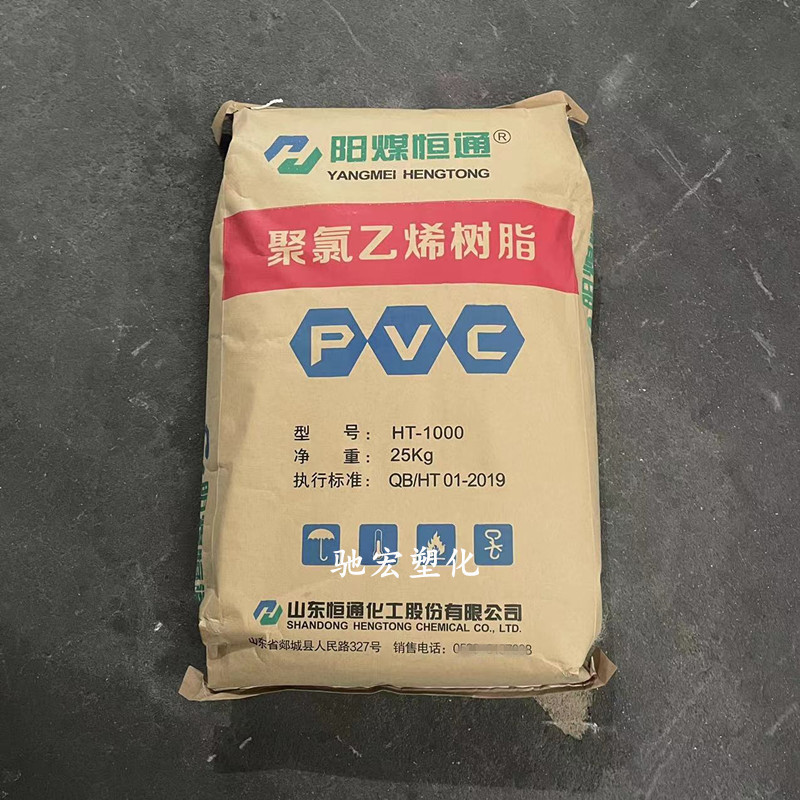 阳煤恒通®
YANGMEI HENGTONG
聚氯乙烯树脂
PVC
型 号: HT-1000
净 重: 25Kg
执行标准: QB/HT 01-2019
驰宏塑化
山东恒通化工股份有限公司
SHANDONG HENGTONG CHEMICAL CO., LTD.
山东省郯城县人民路327号 销售电话: